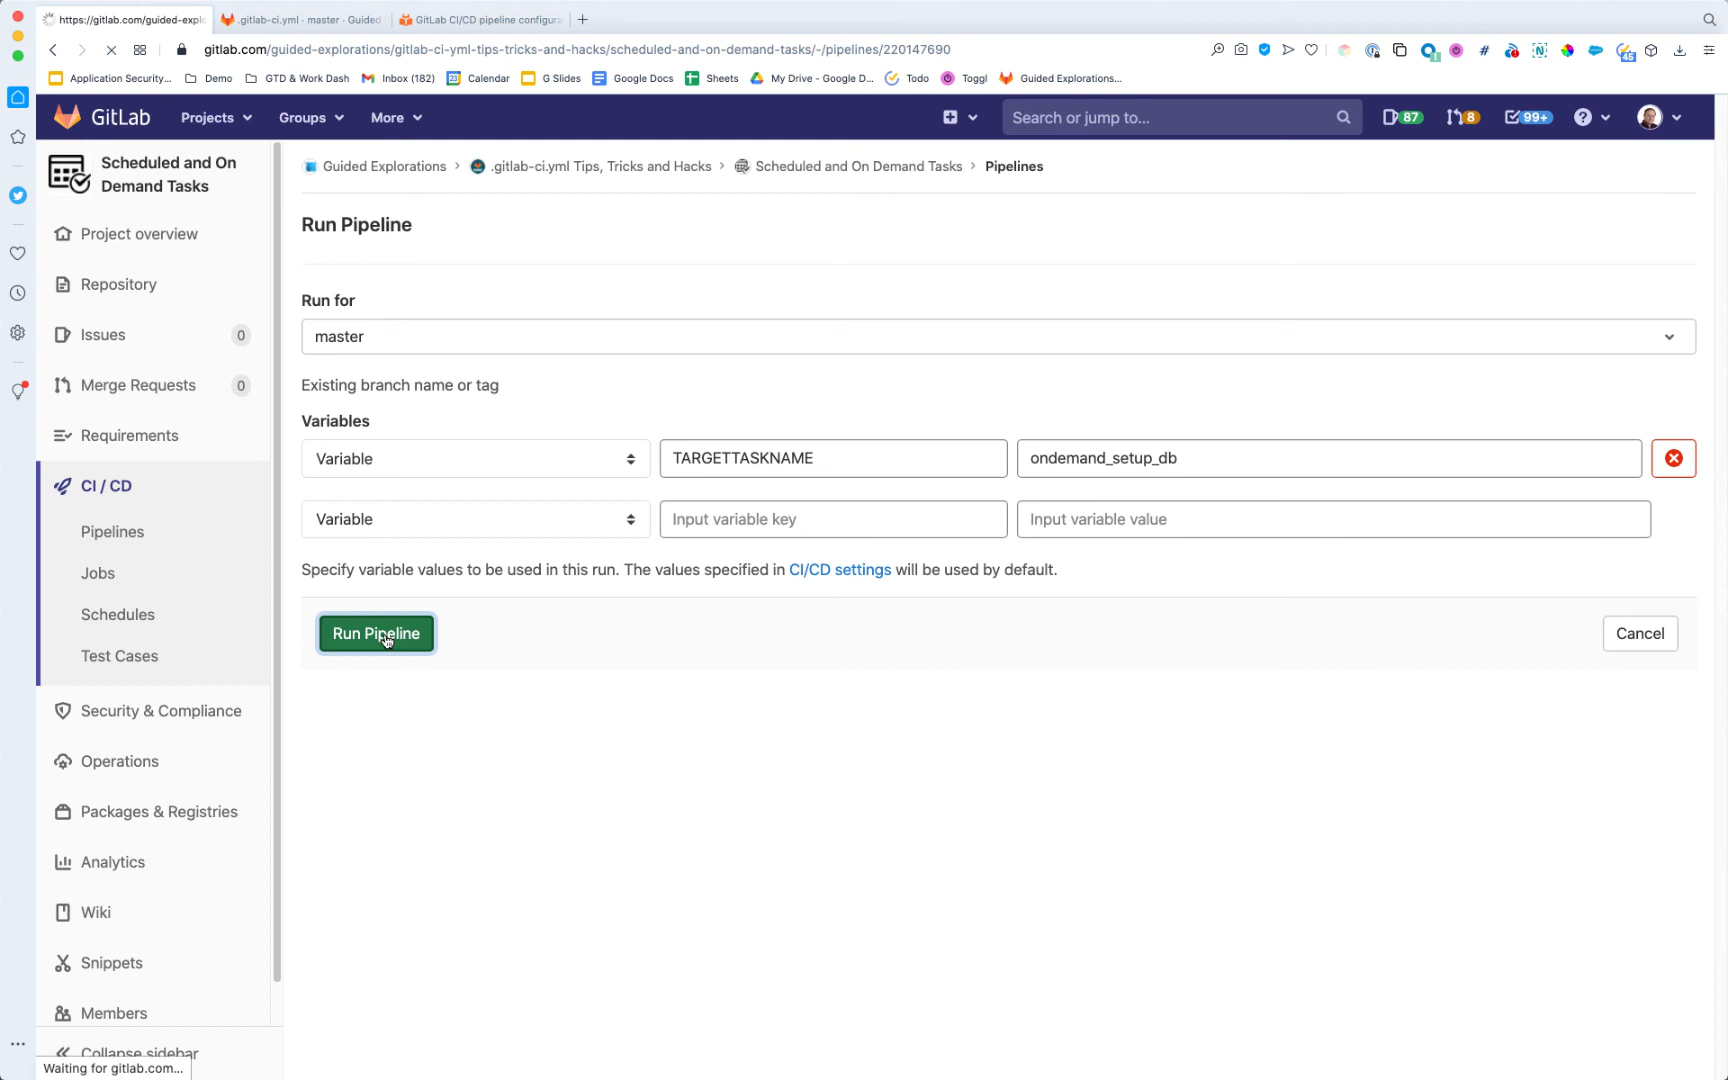 https://gitlab.com/guided-explo
.gitlab-ci.yml · master · Guided
GitLab CI/CD pipeline configura
gitlab.com/guided-explorations/gitlab-ci-yml-tips-tricks-and-hacks/scheduled-and-on-demand-tasks/-/pipelines/220147690
1
45
Application Security... Demo GTD & Work Dash Inbox (182) Calendar G Slides Google Docs Sheets My Drive - Google D... Todo Toggl Guided Explorations...
GitLab Projects Groups More Search or jump to... 87 8 99+
Scheduled and On Demand Tasks
Guided Explorations > .gitlab-ci.yml Tips, Tricks and Hacks > Scheduled and On Demand Tasks > Pipelines
Run Pipeline
Project overview
Repository
Issues 0
Merge Requests 0
Requirements
CI / CD
Pipelines
Jobs
Schedules
Test Cases
Security & Compliance
Operations
Packages & Registries
Analytics
Wiki
Snippets
Members
Collapse sidebar
Run for
master
Existing branch name or tag
Variables
Variable TARGETTASKNAME ondemand_setup_db
Variable Input variable key Input variable value
Specify variable values to be used in this run. The values specified in CI/CD settings will be used by default.
Run Pipeline Cancel
Waiting for gitlab.com...